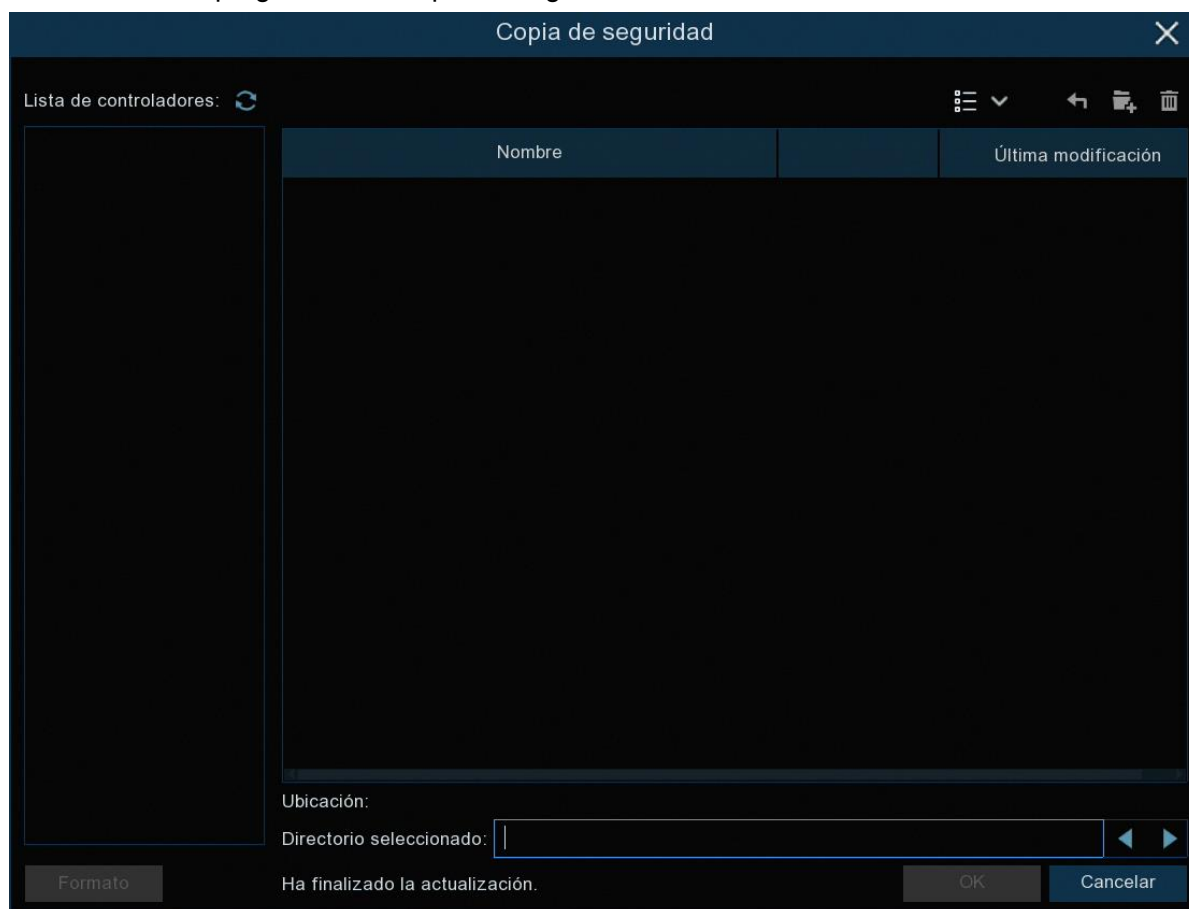 Copia de seguridad
Lista de controladores:
Nombre
Última modificación
Ubicación:
Directorio seleccionado:
Formato
Ha finalizado la actualización.
OK
Cancelar